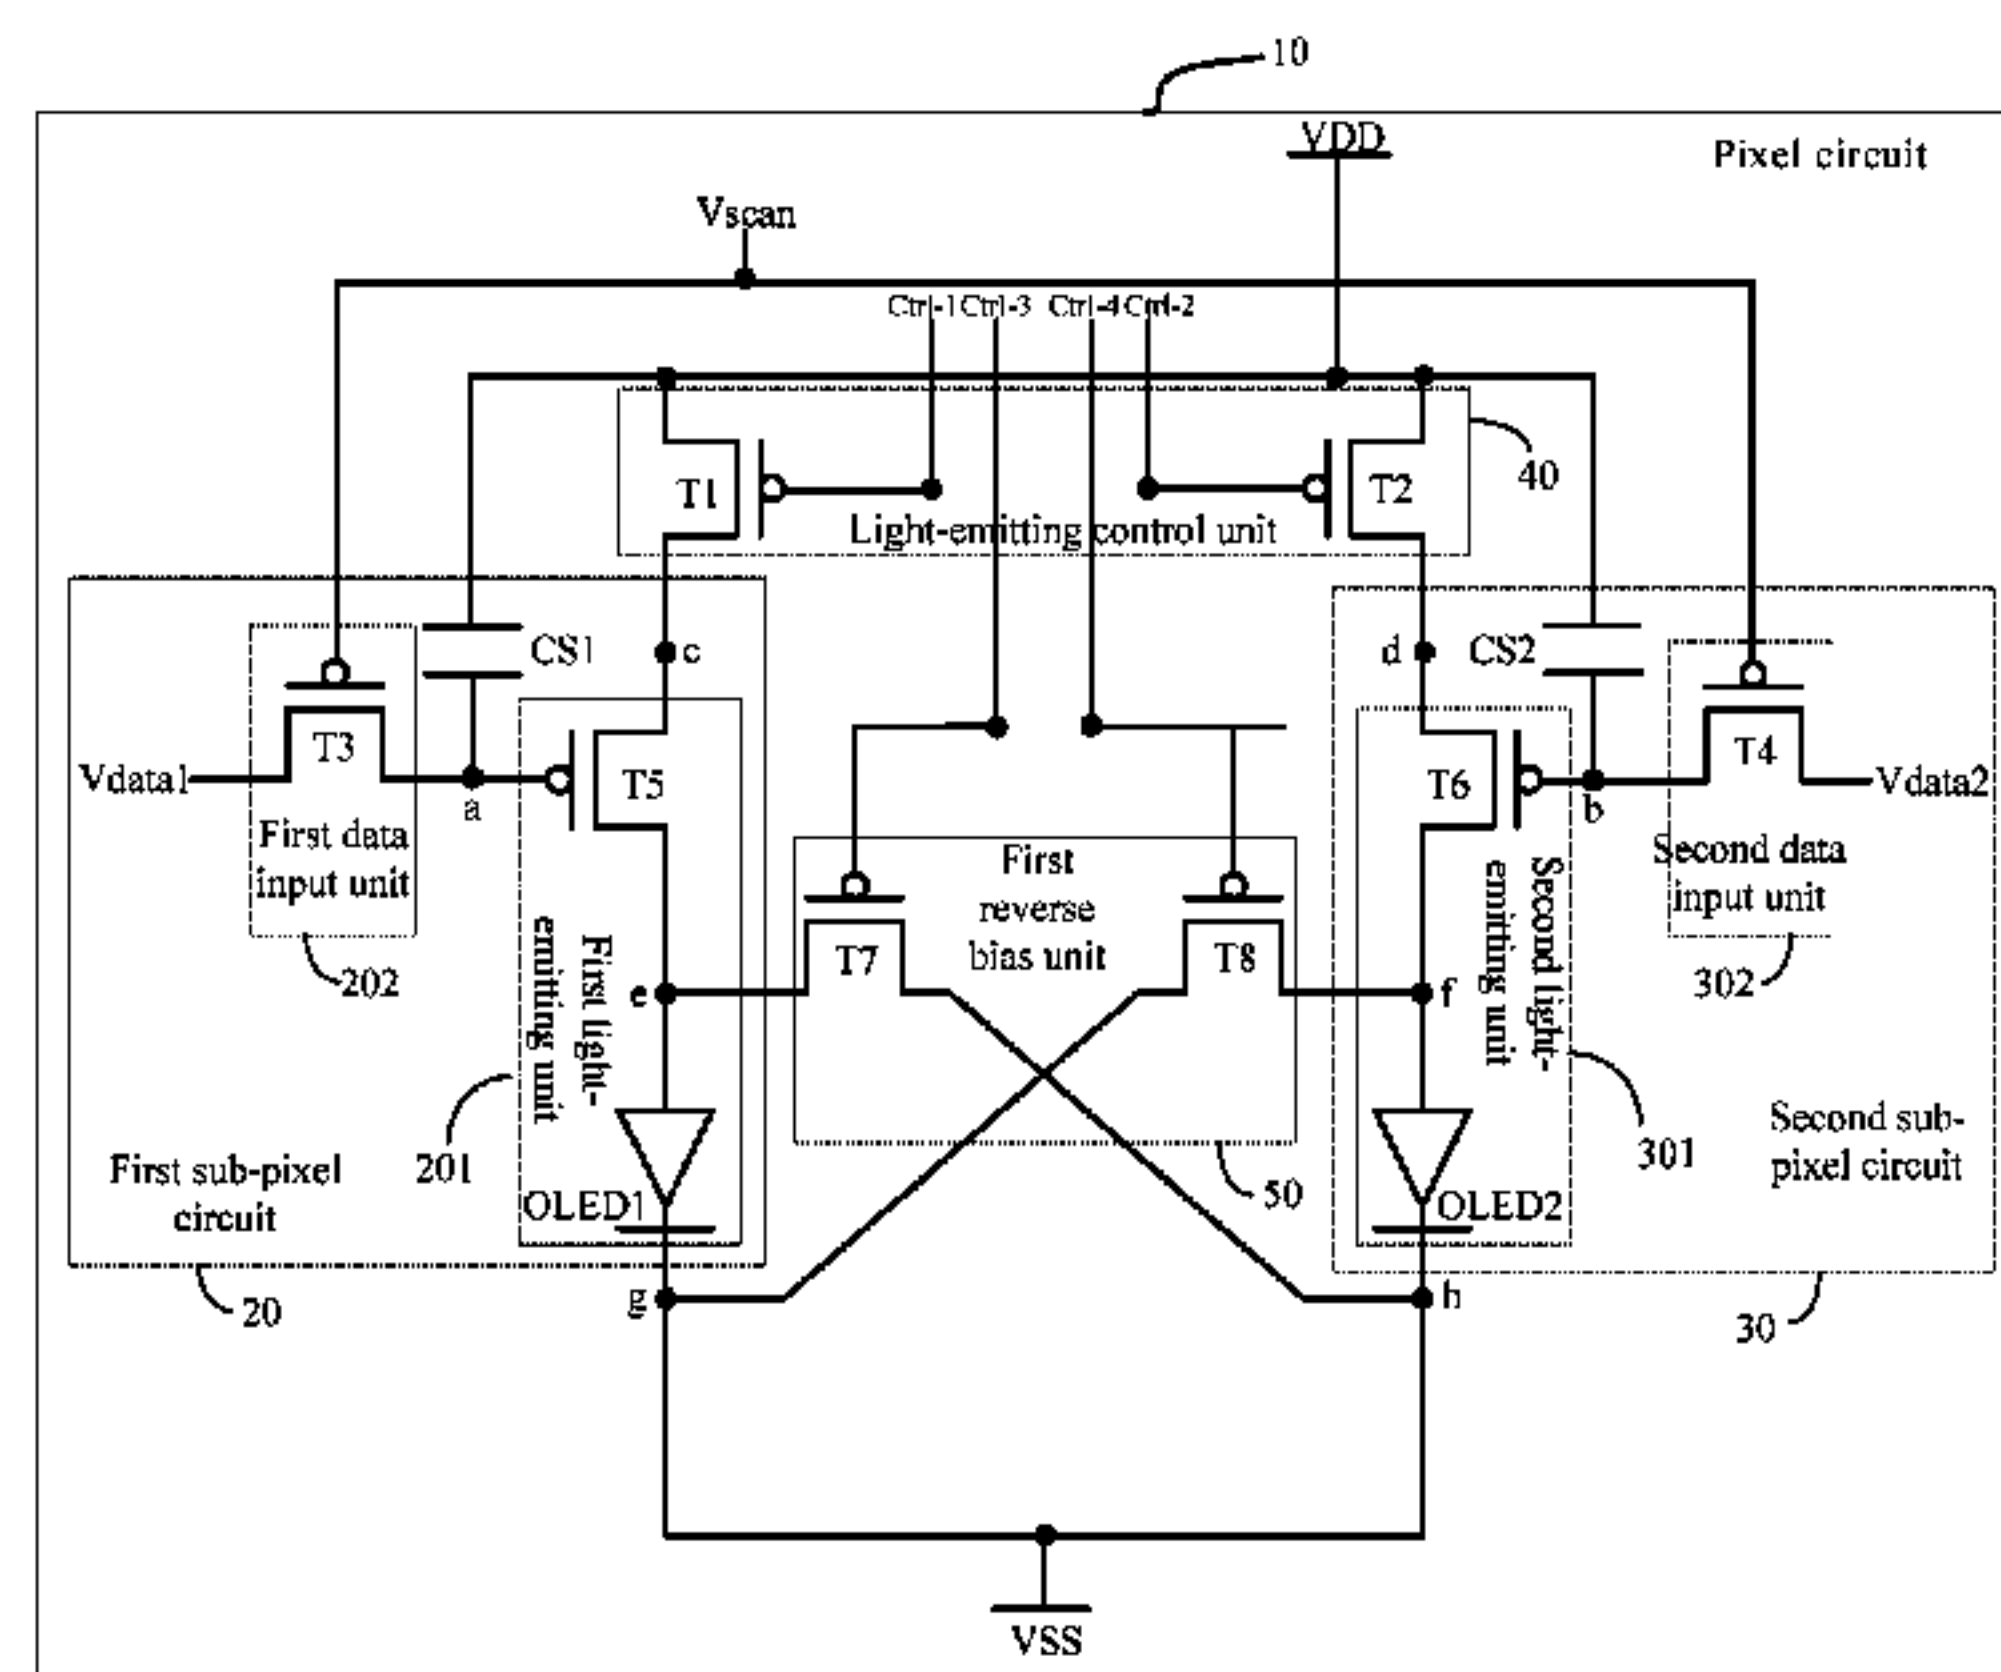 10
VDD
Pixel circuit
Vscan
Ctrl-1 Ctrl-3 Ctrl-4 Ctrl-2
T1
T2
40
Light-emitting control unit
CS1
c
d
CS2
T3
T5
T6
T4
Vdata1
a
b
Vdata2
First data
input unit
202
First
reverse
bias unit
T7
T8
Second data
input unit
302
e
f
First light-
emitting unit
Second light-
emitting unit
201
301
First sub-pixel
circuit
Second sub-
pixel circuit
50
OLED1
OLED2
g
h
20
30
VSS